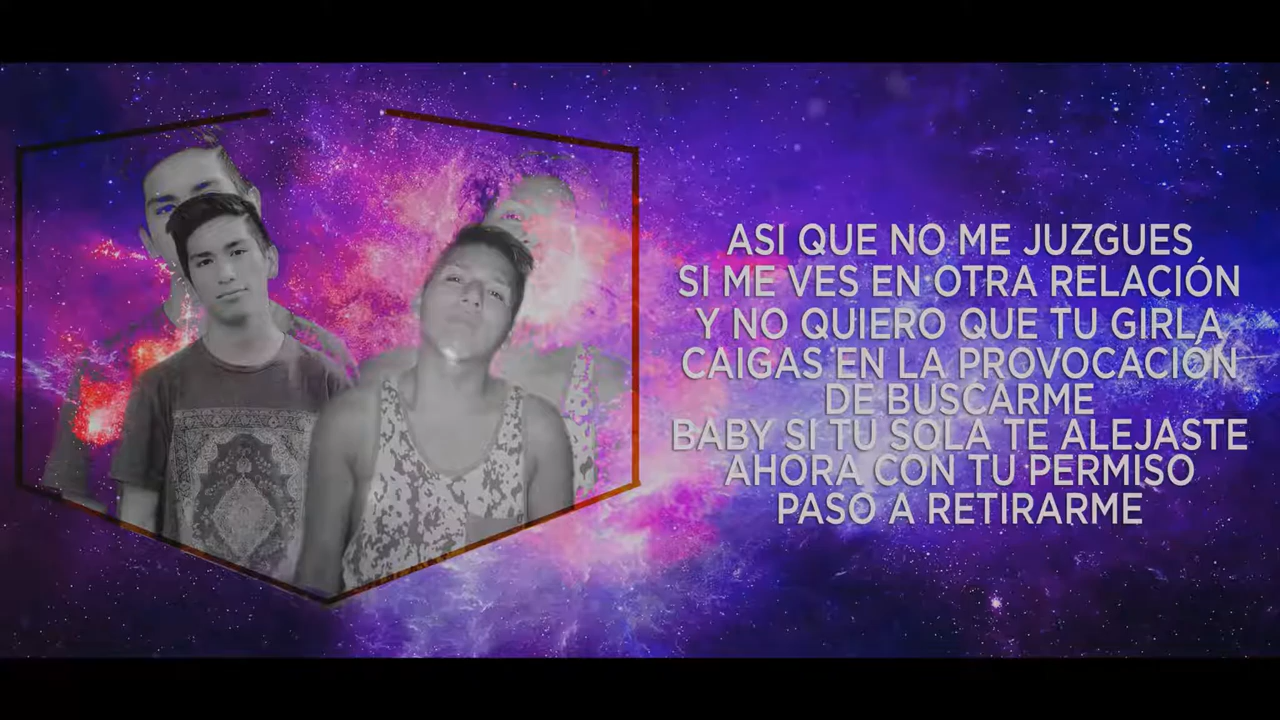 ASI QUE NO ME JUZGUES
SI ME VES EN OTRA RELACIÓN
Y NO QUIERO QUE TU GIRLA
CAIGAS EN LA PROVOCACIÓN
DE BUSCARME
BABY SI TU SOLA TE ALEJASTE
AHORA CON TU PERMISO
PASO A RETIRARME